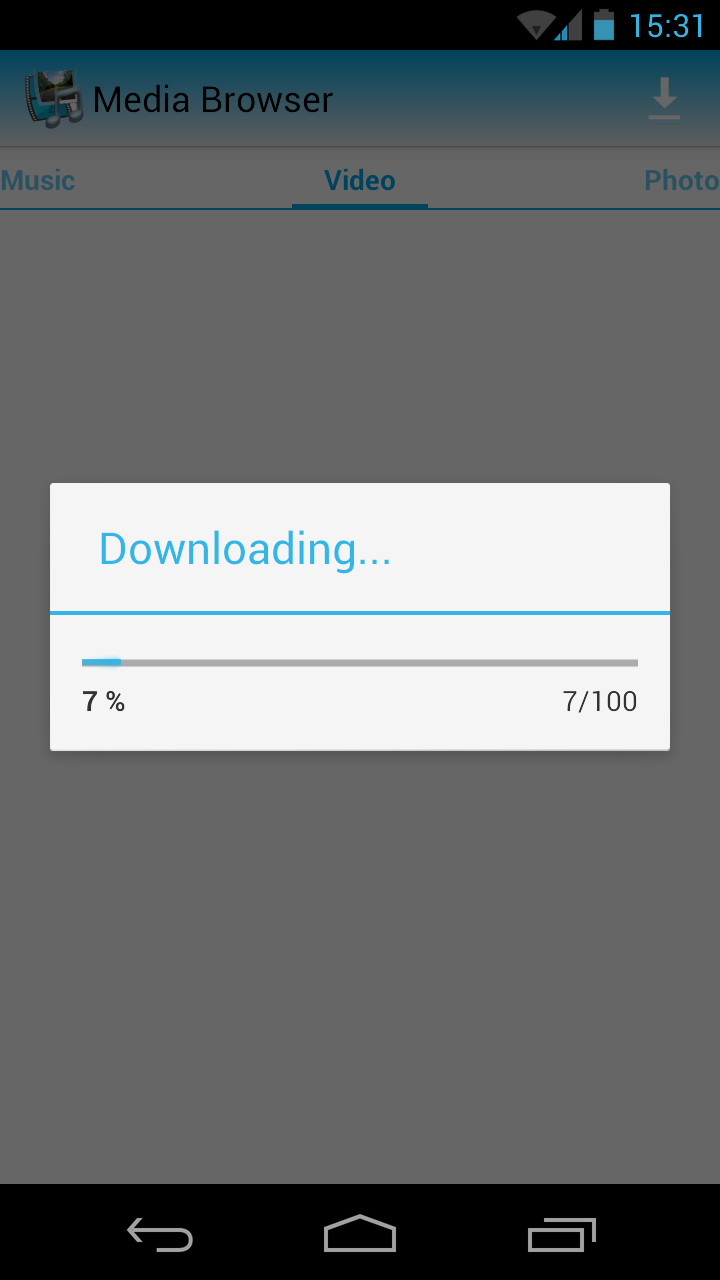 15:31
Media Browser
Music Video Photo
Downloading...
7 % 7/100